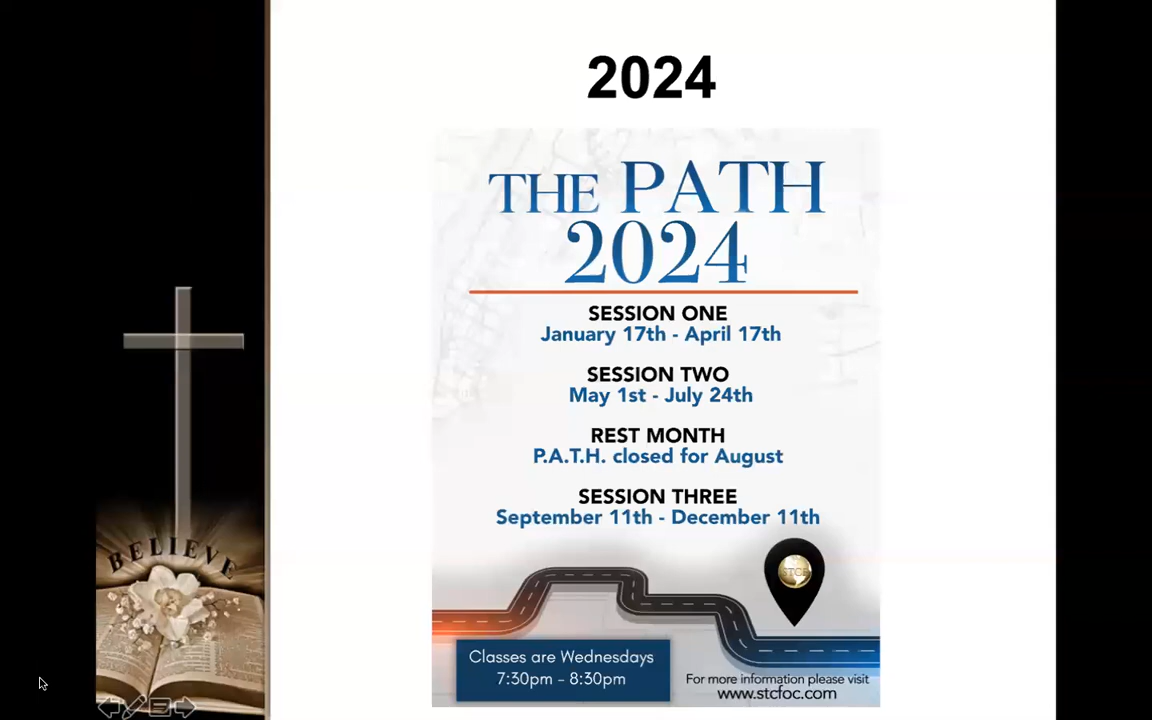 2024
THE PATH
2024
SESSION ONE
January 17th - April 17th
SESSION TWO
May 1st - July 24th
REST MONTH
P.A.T.H. closed for August
SESSION THREE
September 11th - December 11th
STCF
BELIEVE
Classes are Wednesdays
7:30pm - 8:30pm
For more information please visit
www.stcfoc.com